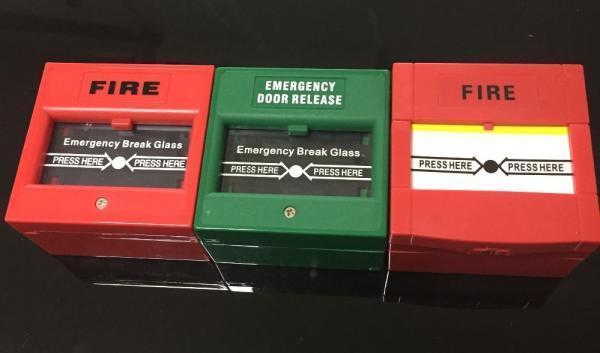 FIRE
Emergency Break Glass
PRESS HERE PRESS HERE
EMERGENCY
DOOR RELEASE
Emergency Break Glass
PRESS HERE PRESS HERE
FIRE
PRESS HERE PRESS HERE